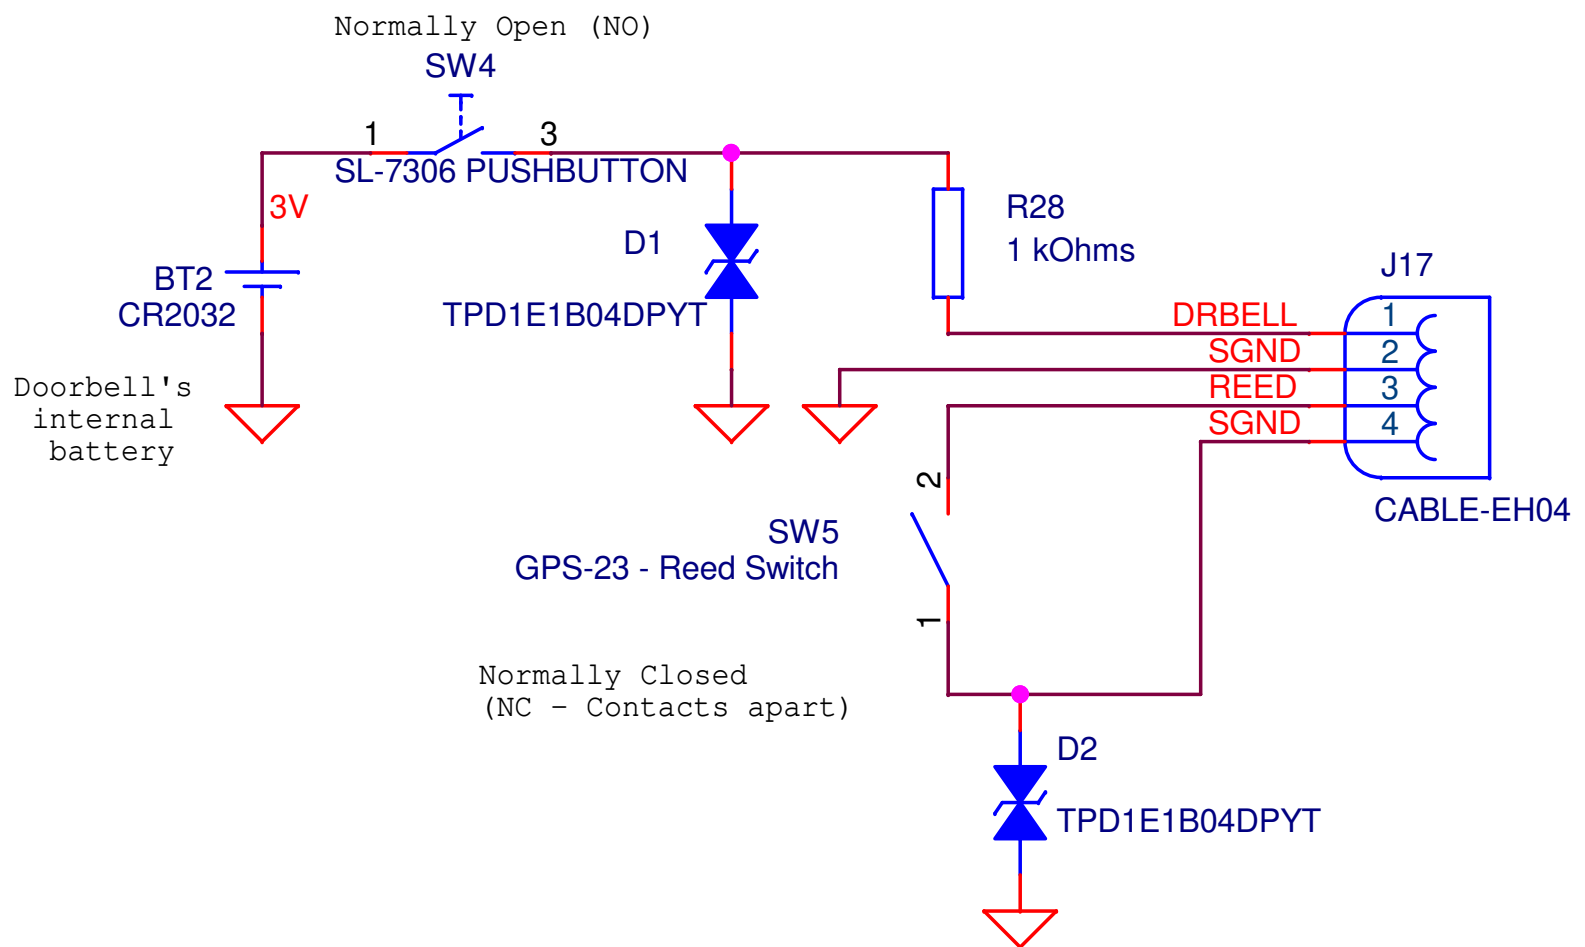 Normally Open (NO)
SW4
1
3
SL-7306 PUSHBUTTON
3V
BT2
CR2032
Doorbell's
internal
battery
D1
TPD1E1B04DPYT
R28
1 kOhms
J17
DRBELL
1
SGND
2
REED
3
SGND
4
CABLE-EH04
2
SW5
GPS-23 - Reed Switch
1
Normally Closed
(NC - Contacts apart)
D2
TPD1E1B04DPYT